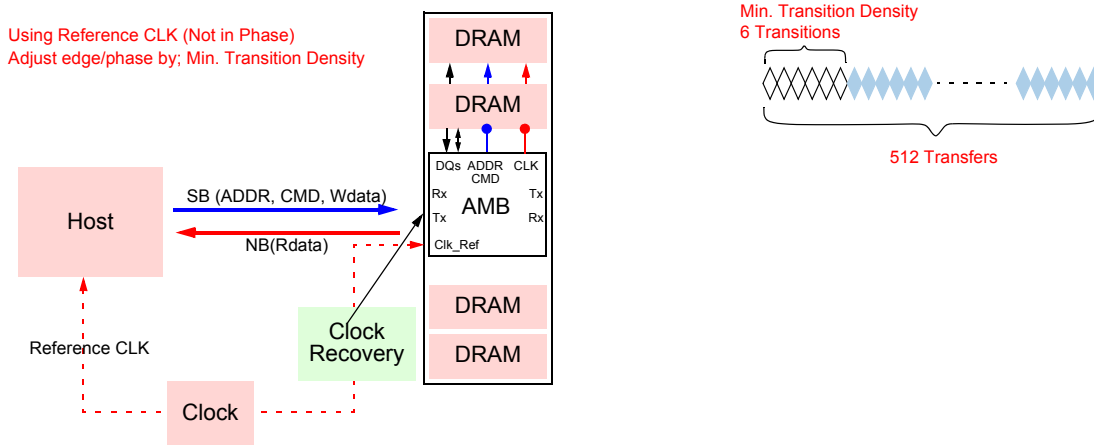 Using Reference CLK (Not in Phase)
Adjust edge/phase by; Min. Transition Density
Min. Transition Density
6 Transitions
512 Transfers
DRAM
DRAM
DQs ADDR CLK
CMD
Rx Tx
AMB
Tx Rx
Clk_Ref
SB (ADDR, CMD, Wdata)
Host
NB(Rdata)
DRAM
Clock
Recovery
DRAM
Reference CLK
Clock